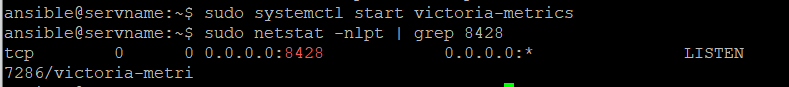 ansible@servname:~$ sudo systemctl start victoria-metrics
ansible@servname:~$ sudo netstat -nlpt | grep 8428
tcp        0      0 0.0.0.0:8428            0.0.0.0:*               LISTEN
7286/victoria-metri